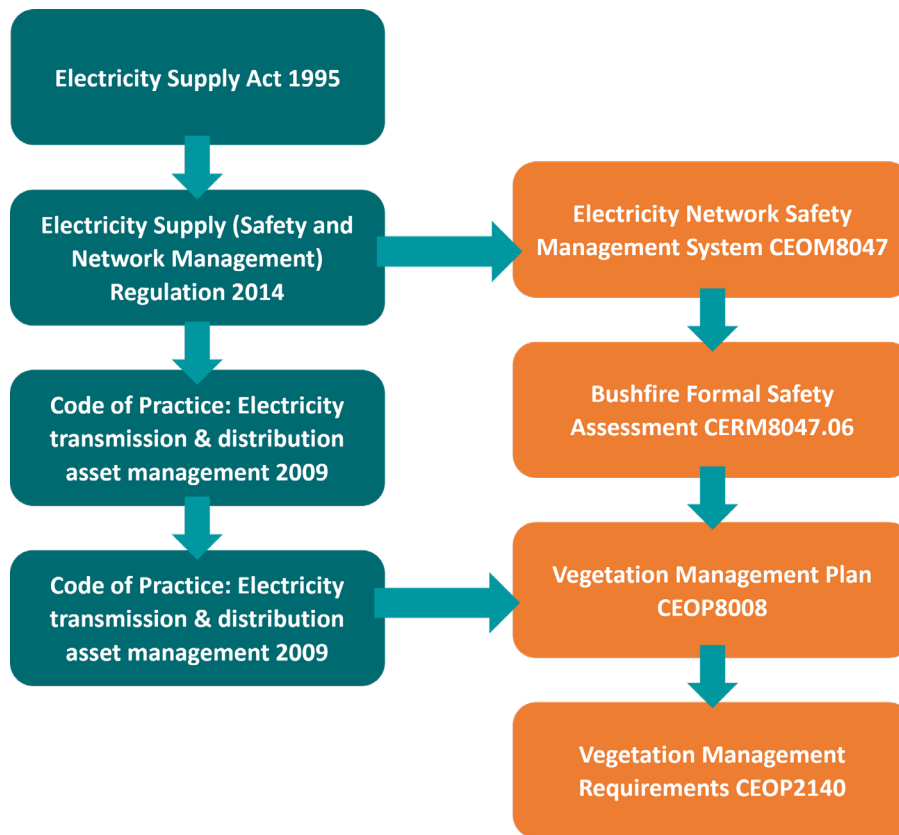 Electricity Supply Act 1995
Electricity Supply (Safety and
Network Management)
Regulation 2014
Code of Practice: Electricity
transmission & distribution
asset management 2009
Code of Practice: Electricity
transmission & distribution
asset management 2009
Electricity Network Safety
Management System CEOM8047
Bushfire Formal Safety
Assessment CERM8047.06
Vegetation Management Plan
CEOP8008
Vegetation Management
Requirements CEOP2140